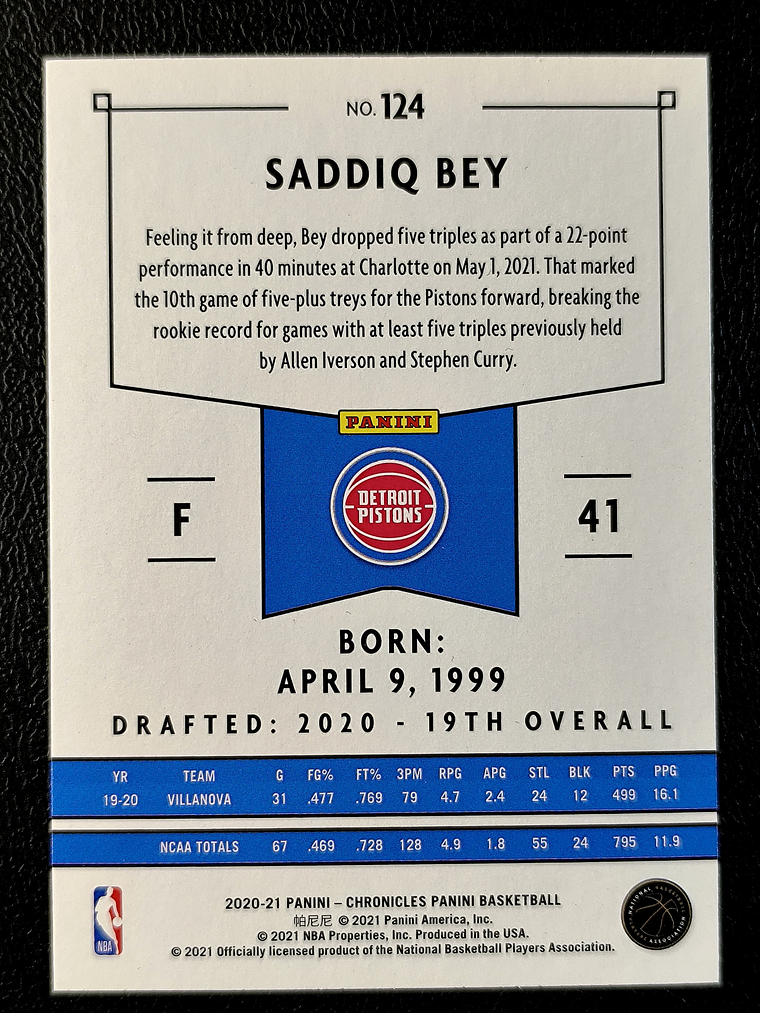 NO. 124
SADDIQ BEY
Feeling it from deep, Bey dropped five triples as part of a 22-point
performance in 40 minutes at Charlotte on May 1, 2021. That marked
the 10th game of five-plus treys for the Pistons forward, breaking the
rookie record for games with at least five triples previously held
by Allen Iverson and Stephen Curry.
PANINI
DETROIT
PISTONS
F
41
BORN:
APRIL 9, 1999
DRAFTED: 2020 - 19TH OVERALL
YR TEAM G FG% FT% 3PM RPG APG STL BLK PTS PPG
19-20 VILLANOVA 31 .477 .769 79 4.7 2.4 24 12 499 16.1
NCAA TOTALS 67 .469 .728 128 4.9 1.8 55 24 795 11.9
2020-21 PANINI – CHRONICLES PANINI BASKETBALL
帕尼尼 © 2021 Panini America, Inc.
© 2021 NBA Properties, Inc. Produced in the USA.
© 2021 Officially licensed product of the National Basketball Players Association.
NBA
NATIONAL BASKETBALL
PLAYERS ASSOCIATION